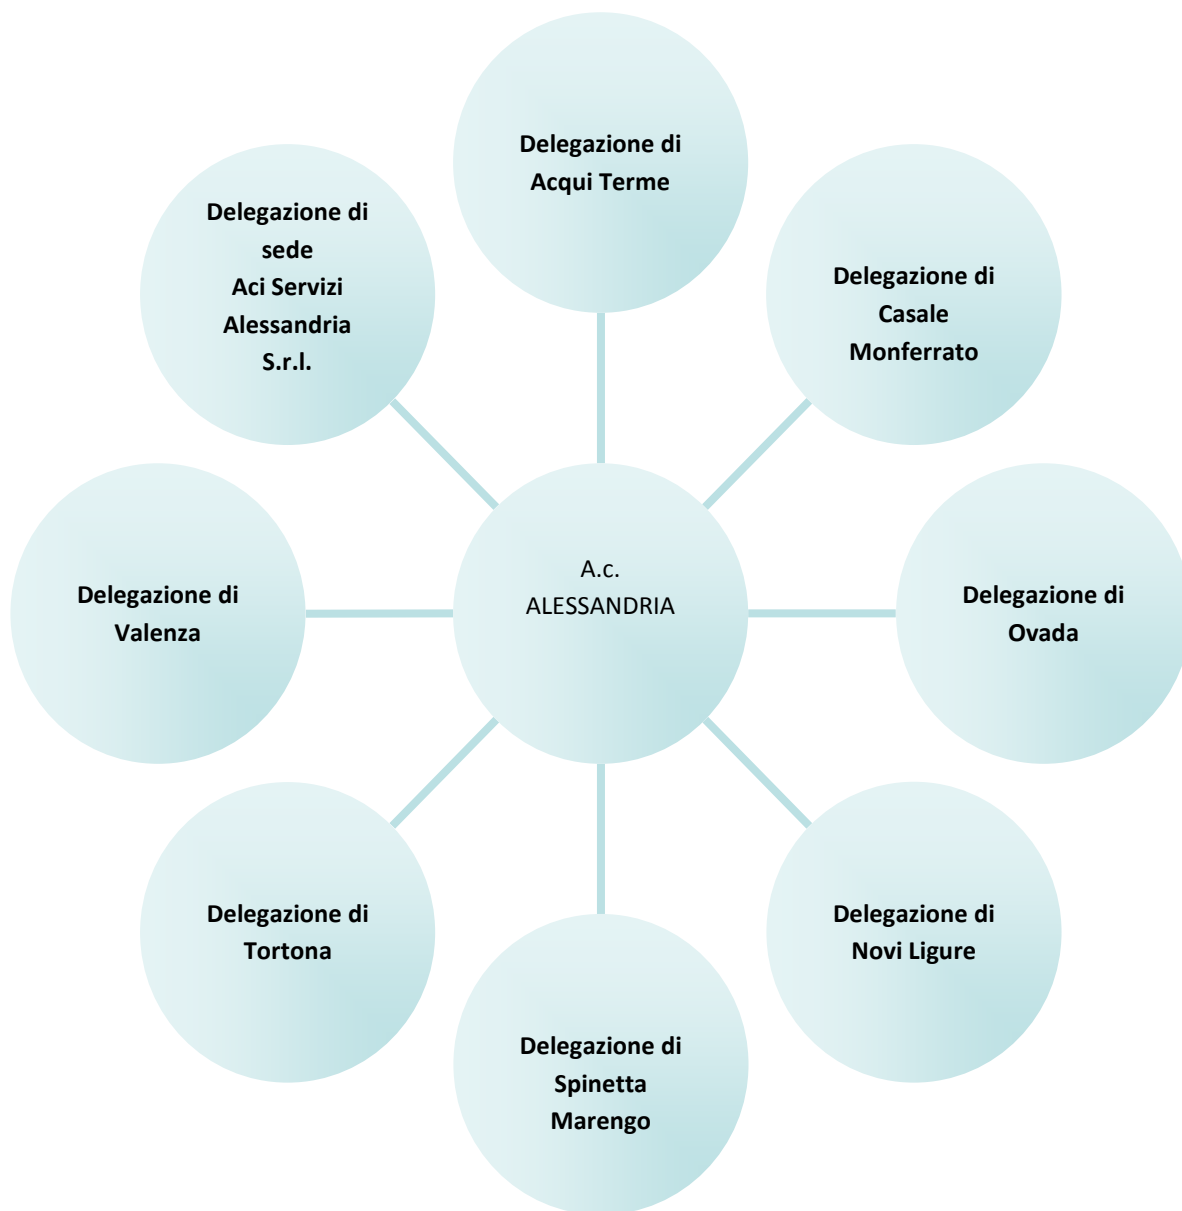 Delegazione di
Acqui Terme
Delegazione di
sede
Aci Servizi
Alessandria
S.r.l.
Delegazione di
Casale
Monferrato
A.c.
ALESSANDRIA
Delegazione di
Valenza
Delegazione di
Ovada
Delegazione di
Tortona
Delegazione di
Novi Ligure
Delegazione di
Spinetta
Marengo